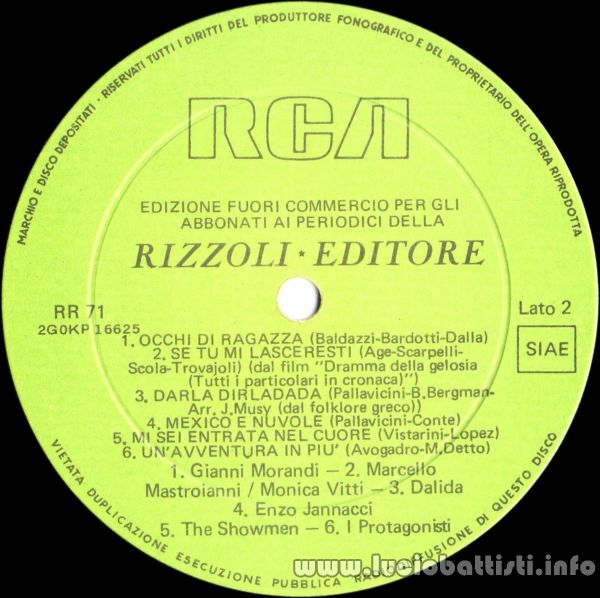 MARCHIO E DISCO DEPOSITATI · RISERVATI TUTTI I DIRITTI DEL PRODUTTORE FONOGRAFICO E DEL PROPRIETARIO DELL'OPERA RIPRODOTTA
RCA
EDIZIONE FUORI COMMERCIO PER GLI
ABBONATI AI PERIODICI DELLA
RIZZOLI * EDITORE
RR 71
2G0KP 16625
Lato 2
SIAE
1. OCCHI DI RAGAZZA (Baldazzi-Bardotti-Dalla)
2. SE TU MI LASCERESTI (Age-Scarpelli-
Scola-Trovajoli) (dal film "Dramma della gelosia
(Tutti i particolari in cronaca)")
3. DARLA DIRLADADA (Pallavicini-B.Bergman-
Arr. J.Musy (dal folklore greco))
4. MEXICO E NUVOLE (Pallavicini-Conte)
5. MI SEI ENTRATA NEL CUORE (Vistarini-Lopez)
6. UN'AVVENTURA IN PIU' (Avogadro-M.Detto)
1. Gianni Morandi – 2. Marcello
Mastroianni / Monica Vitti – 3. Dalida
4. Enzo Jannacci
5. The Showmen – 6. I Protagonisti
VIETATA DUPLICAZIONE ESECUZIONE PUBBLICA RADIODIFFUSIONE DI QUESTO DISCO
www.luciobattisti.info